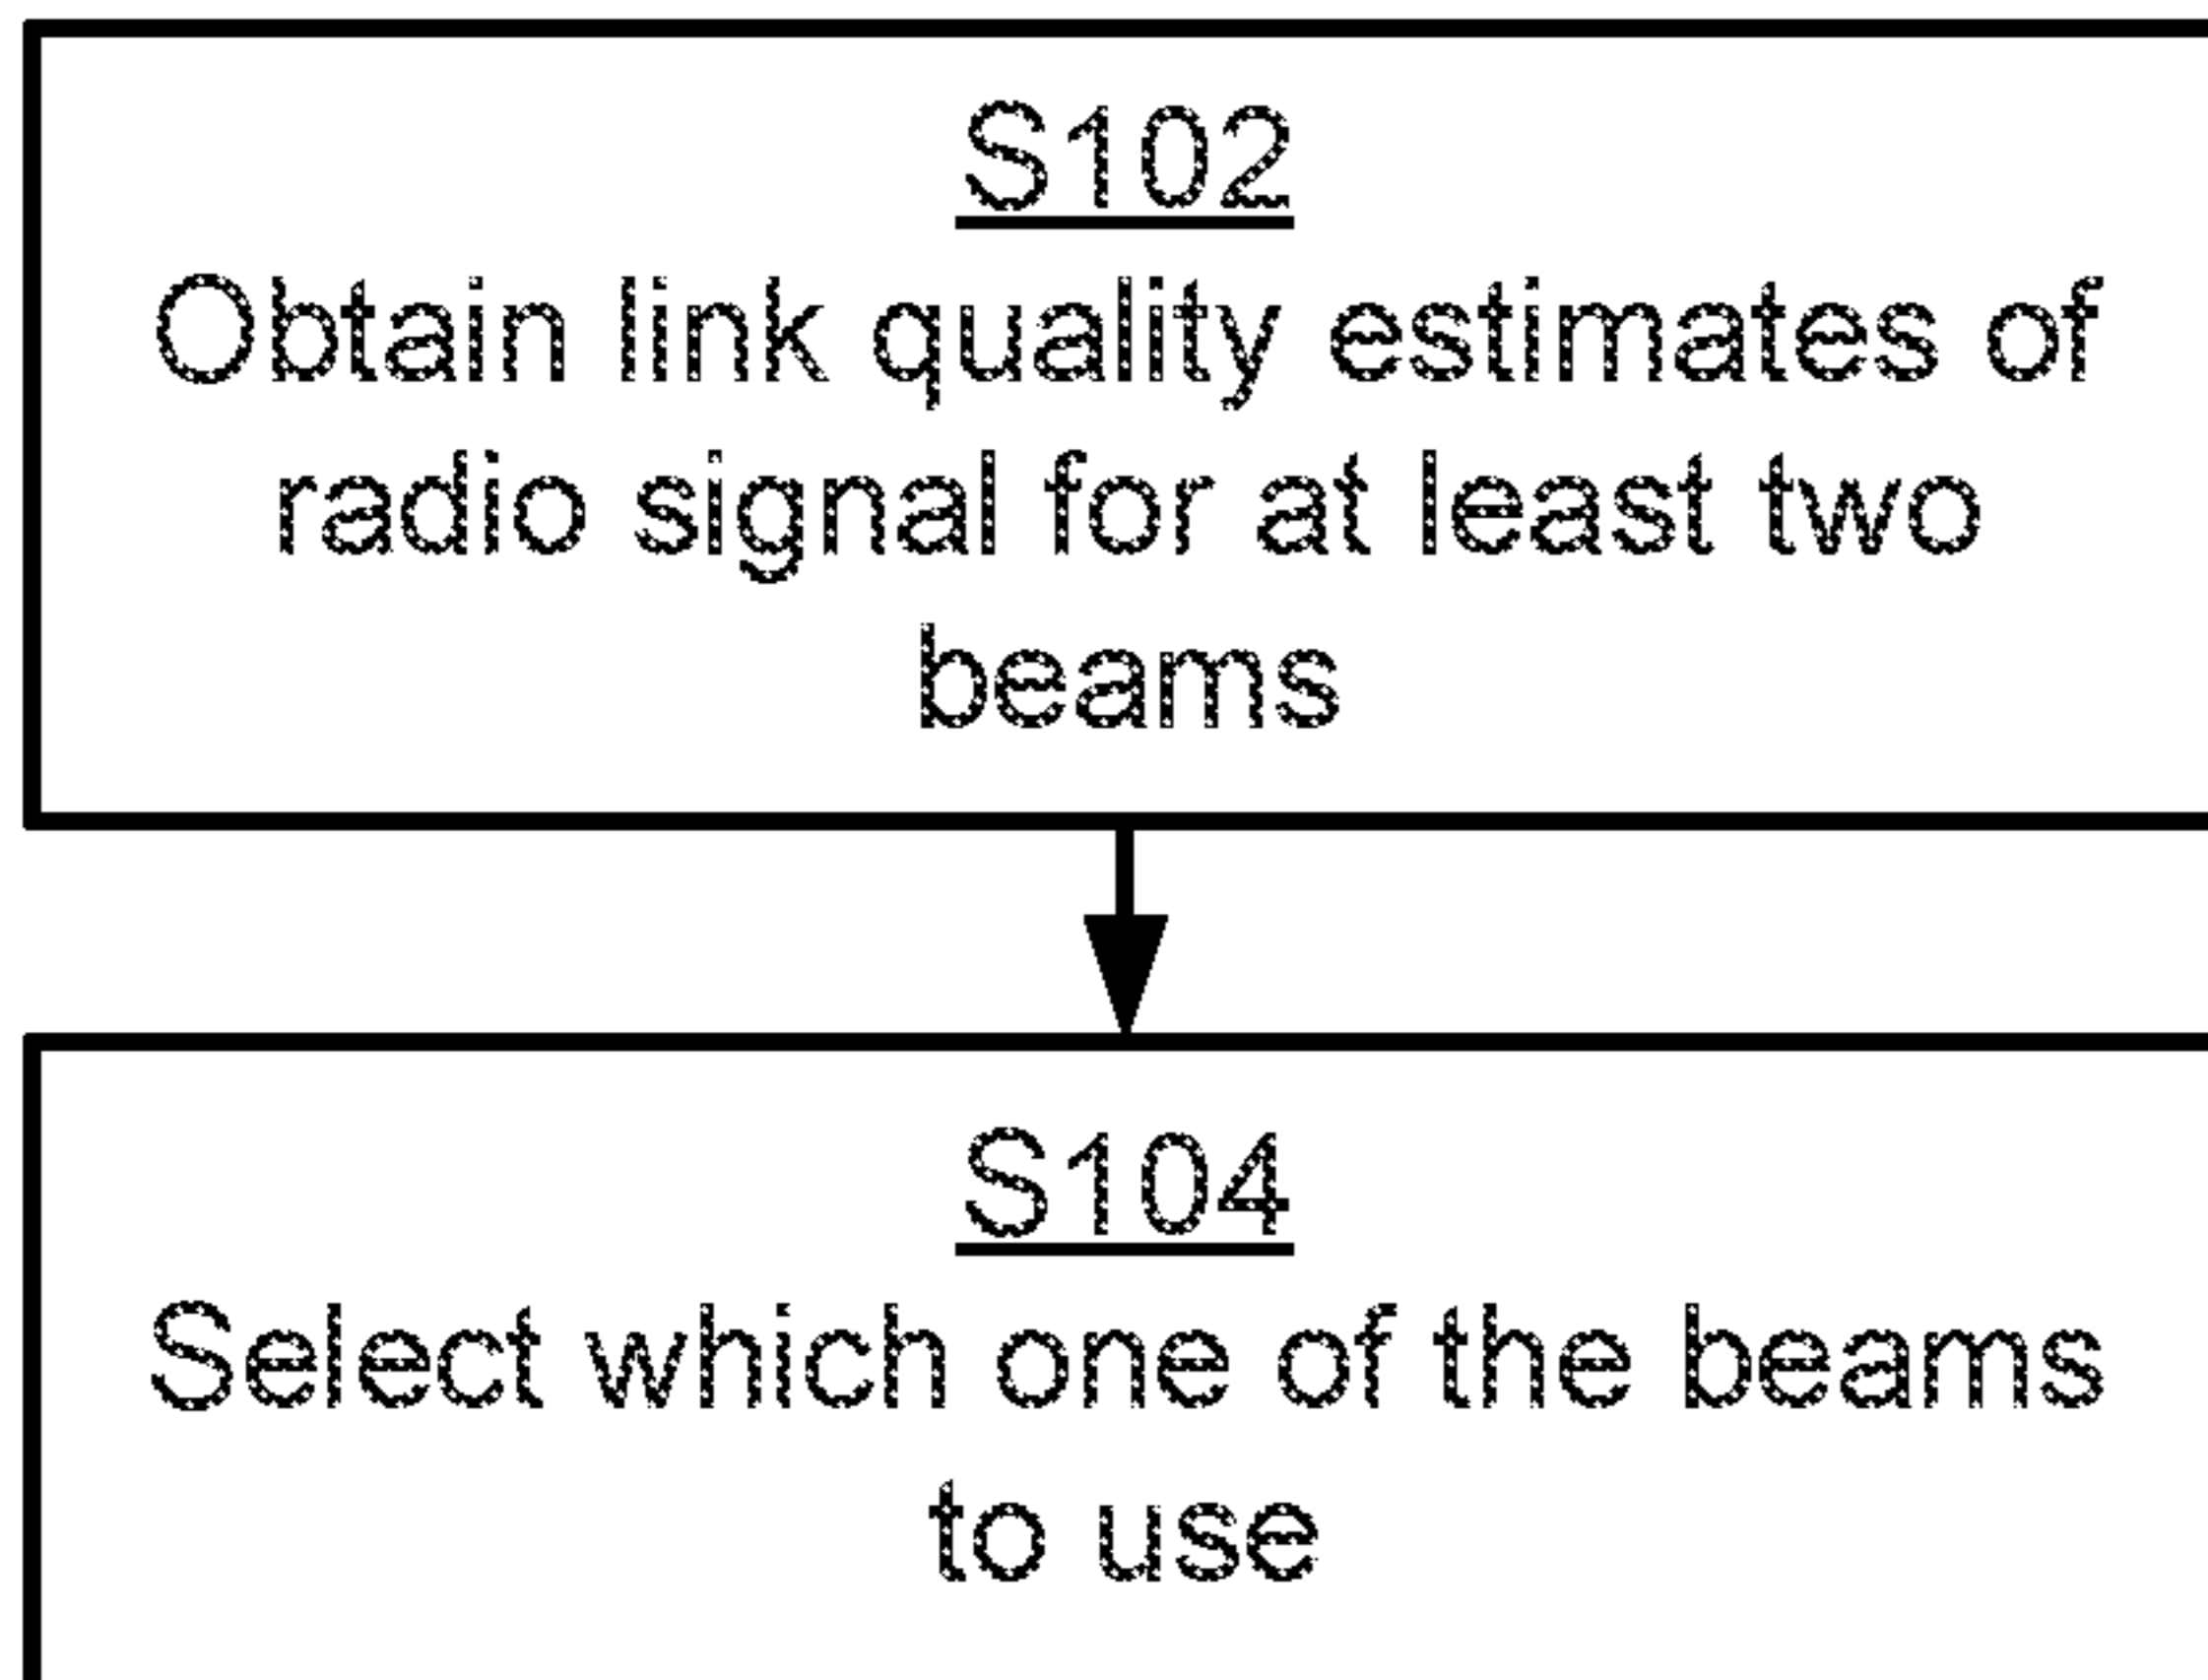 S102
Obtain link quality estimates of
radio signal for at least two
beams
S104
Select which one of the beams
to use